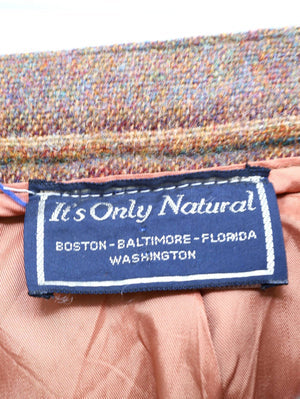 It's Only Natural
BOSTON-BALTIMORE-FLORIDA
WASHINGTON